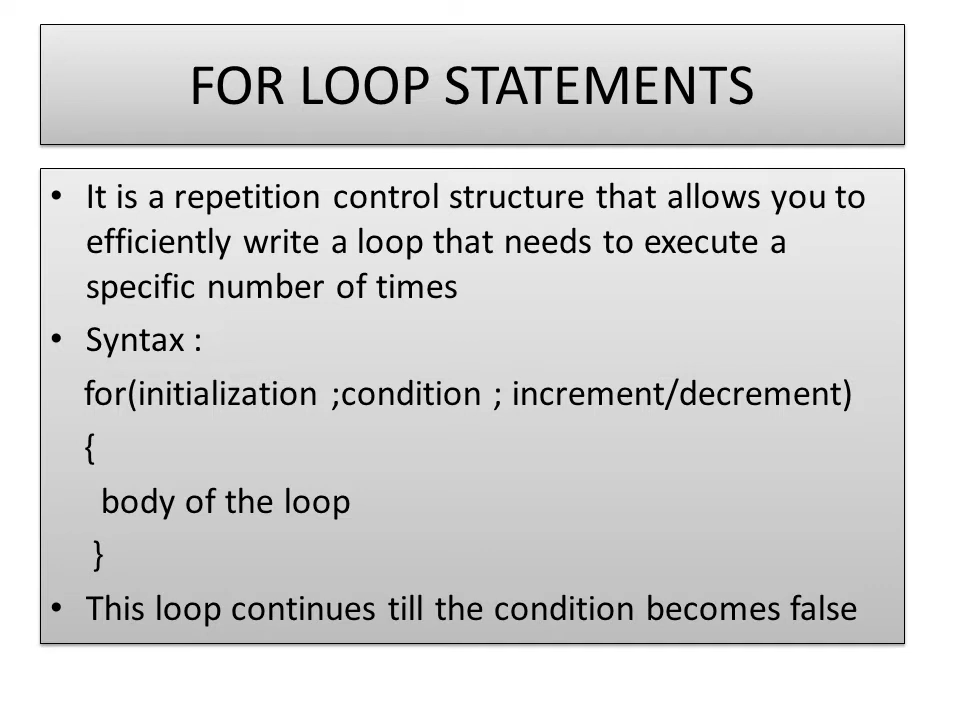 FOR LOOP STATEMENTS
• It is a repetition control structure that allows you to
efficiently write a loop that needs to execute a
specific number of times
• Syntax :
for(initialization ;condition ; increment/decrement)
{
body of the loop
}
• This loop continues till the condition becomes false